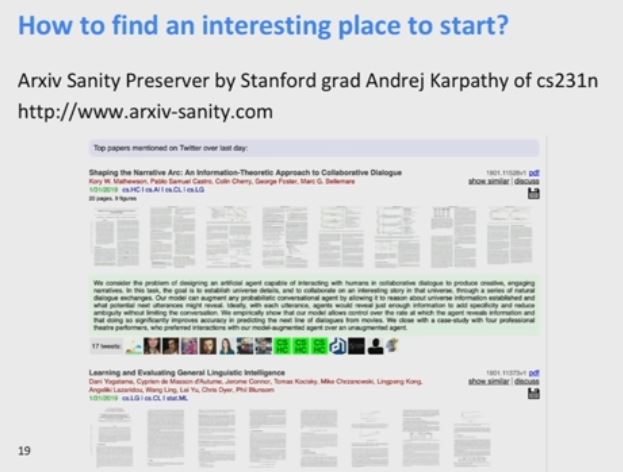 How to find an interesting place to start?
Arxiv Sanity Preserver by Stanford grad Andrej Karpathy of cs231n
http://www.arxiv-sanity.com
Top papers mentioned on Twitter over last day:
Shaping the Narrative Arc: An Information-Theoretic Approach to Collaborative Dialogue
1901.11528v1 pdf
Kory W. Mathewson, Pablo Samuel Castro, Colin Cherry, George Foster, Marc G. Bellemare
show similar | discuss
1/31/2019 cs.HC | cs.AI | cs.CL | cs.LG
20 pages, 9 figures
We consider the problem of designing an artificial agent capable of interacting with humans in collaborative dialogue to produce creative, engaging
narratives. In this task, the goal is to establish universe details, and to collaborate on an interesting story in that universe, through a series of natural
dialogue exchanges. Our model can augment any probabilistic conversational agent by allowing it to reason about universe information established and
what potential next utterances might reveal. Ideally, with each utterance, agents would reveal just enough information to add specificity and reduce
ambiguity without limiting the conversation. We empirically show that our model allows control over the rate at which the agent reveals information and
that doing so significantly improves accuracy in predicting the next line of dialogues from movies. We close with a case-study with four professional
theatre performers, who preferred interactions with our model-augmented agent over an unaugmented agent.
17 tweets:
Learning and Evaluating General Linguistic Intelligence
1901.11373v1 pdf
Dani Yogatama, Cyprien de Masson d'Autume, Jerome Connor, Tomas Kocisky, Mike Chrzanowski, Lingpeng Kong,
show similar | discuss
Angeliki Lazaridou, Wang Ling, Lei Yu, Chris Dyer, Phil Blunsom
1/31/2019 cs.LG | cs.CL | stat.ML
19